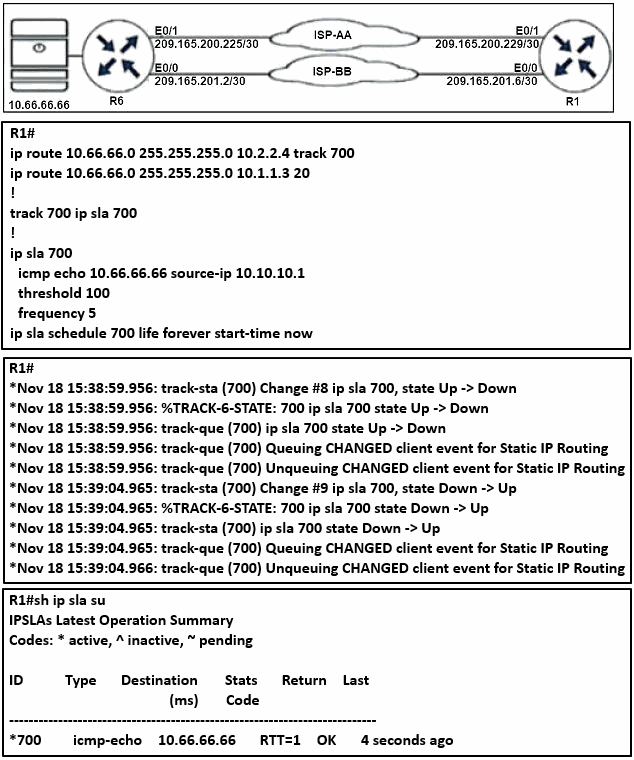 E0/1
209.165.200.225/30
ISP-AA
E0/1
209.165.200.229/30
E0/0
209.165.201.2/30
ISP-BB
E0/0
209.165.201.6/30
10.66.66.66
R6
R1
R1#
ip route 10.66.66.0 255.255.255.0 10.2.2.4 track 700
ip route 10.66.66.0 255.255.255.0 10.1.1.3 20
!
track 700 ip sla 700
!
ip sla 700
icmp echo 10.66.66.66 source-ip 10.10.10.1
threshold 100
frequency 5
ip sla schedule 700 life forever start-time now
R1#
*Nov 18 15:38:59.956: track-sta (700) Change #8 ip sla 700, state Up -> Down
*Nov 18 15:38:59.956: %TRACK-6-STATE: 700 ip sla 700 state Up -> Down
*Nov 18 15:38:59.956: track-que (700) ip sla 700 state Up -> Down
*Nov 18 15:38:59.956: track-que (700) Queuing CHANGED client event for Static IP Routing
*Nov 18 15:38:59.956: track-que (700) Unqueuing CHANGED client event for Static IP Routing
*Nov 18 15:39:04.965: track-sta (700) Change #9 ip sla 700, state Down -> Up
*Nov 18 15:39:04.965: %TRACK-6-STATE: 700 ip sla 700 state Down -> Up
*Nov 18 15:39:04.965: track-sta (700) ip sla 700 state Down -> Up
*Nov 18 15:39:04.965: track-que (700) Queuing CHANGED client event for Static IP Routing
*Nov 18 15:39:04.966: track-que (700) Unqueuing CHANGED client event for Static IP Routing
R1#sh ip sla su
IPSLAs Latest Operation Summary
Codes: * active, ^ inactive, ~ pending
ID Type Destination Stats Return Last
(ms) Code
--------------------------------------------------------------------------
*700 icmp-echo 10.66.66.66 RTT=1 OK 4 seconds ago